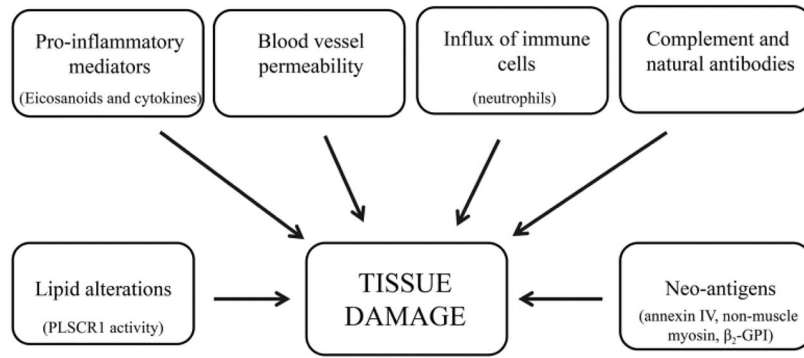 Pro-inflammatory
mediators
(Eicosanoids and cytokines)
Blood vessel
permeability
Influx of immune
cells
(neutrophils)
Complement and
natural antibodies
Lipid alterations
(PLSCR1 activity)
TISSUE
DAMAGE
Neo-antigens
(annexin IV, non-muscle
myosin, β₂-GPI)